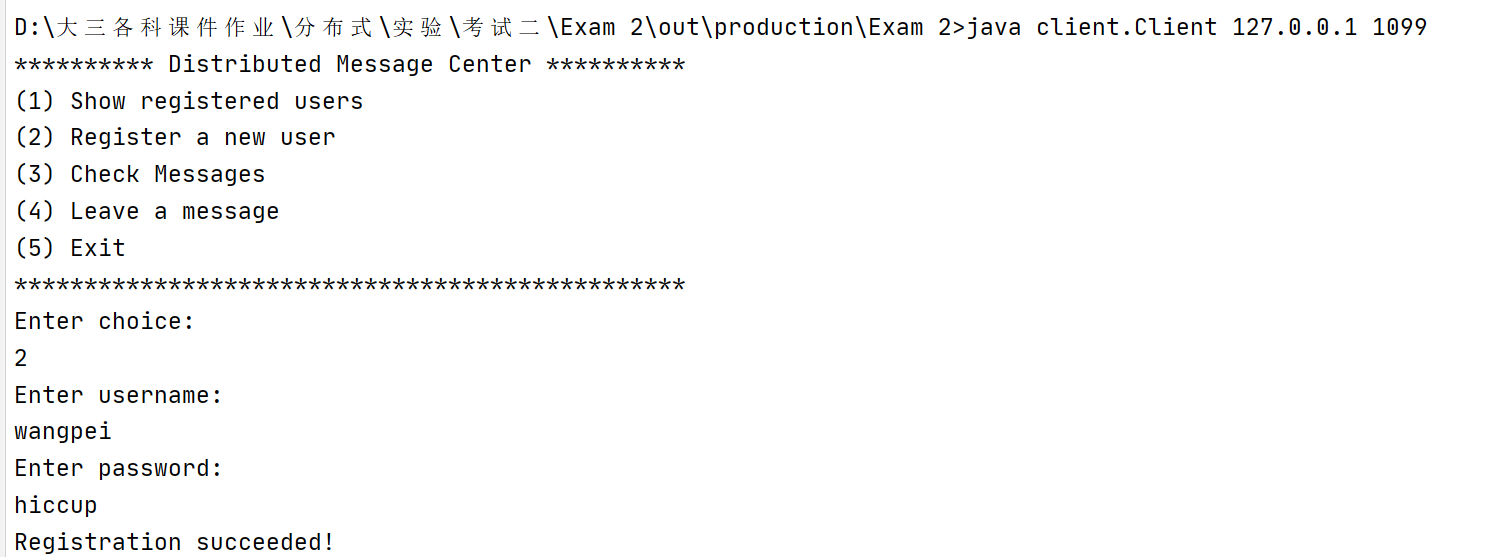 D:\大三各科课件作业\分布式\实验\考试二\Exam 2\out\production\Exam 2>java client.Client 127.0.0.1 1099
********** Distributed Message Center **********
(1) Show registered users
(2) Register a new user
(3) Check Messages
(4) Leave a message
(5) Exit
************************************************
Enter choice:
2
Enter username:
wangpei
Enter password:
hiccup
Registration succeeded!